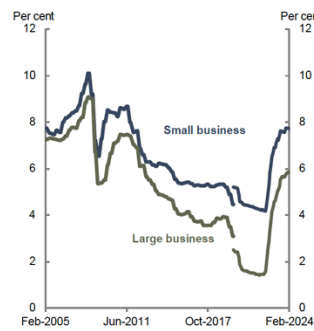 Per cent Per cent
12 12
10 10
8 8
Small business
6 6
4 4
Large business
2 2
0 0
Feb-2005 Jun-2011 Oct-2017 Feb-2024